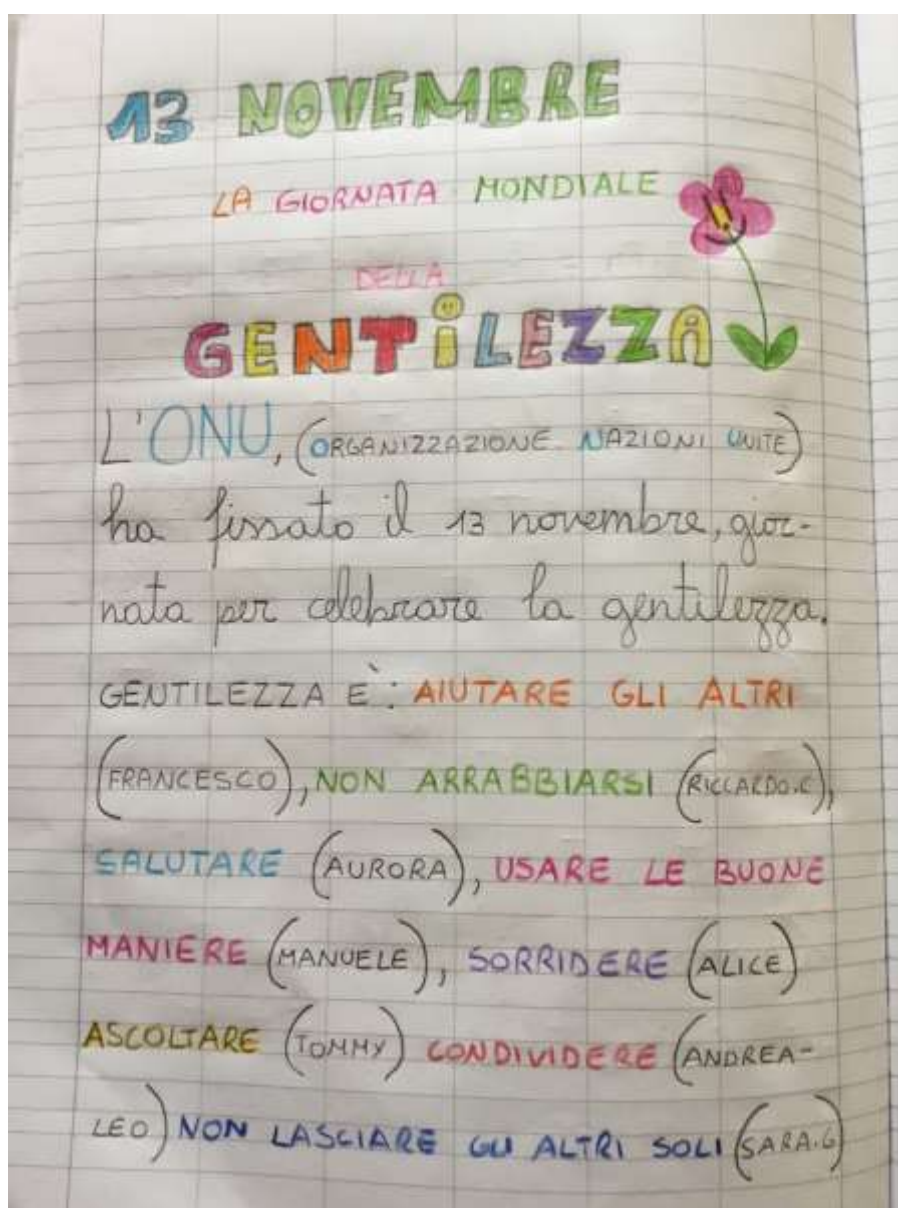 13 NOVEMBRE
LA GIORNATA MONDIALE
DELLA
GENTiLEZZA
L'ONU, (ORGANIZZAZIONE NAZIONI UNITE)
ha fissato il 13 novembre, gior-
nata per celebrare la gentilezza.
GENTILEZZA E`: AIUTARE GLI ALTRI
(FRANCESCO), NON ARRABBIARSI (RICCARDO.C),
SALUTARE (AURORA), USARE LE BUONE
MANIERE (MANUELE), SORRIDERE (ALICE)
ASCOLTARE (TOMMY) CONDIVIDERE (ANDREA-
LEO) NON LASCIARE GLI ALTRI SOLI (SARA.G)